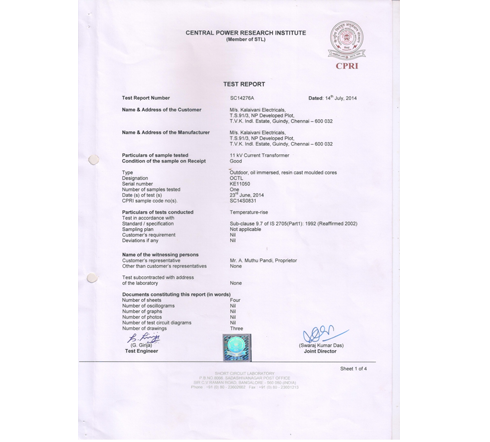 CENTRAL POWER RESEARCH INSTITUTE
(Member of STL)
CPRI
TEST REPORT
Test Report Number SC14276A Dated: 14th July, 2014
Name & Address of the Customer M/s. Kalaivani Electricals,
T.S.91/3, NP Developed Plot,
T.V.K. Indl. Estate, Guindy, Chennai – 600 032
Name & Address of the Manufacturer M/s. Kalaivani Electricals,
T.S.91/3, NP Developed Plot,
T.V.K. Indl. Estate, Guindy, Chennai – 600 032
Particulars of sample tested 11 kV Current Transformer
Condition of the sample on Receipt Good
Type Outdoor, oil immersed, resin cast moulded cores
Designation OCTL
Serial number KE11050
Number of samples tested One
Date (s) of test (s) 23rd June, 2014
CPRI sample code no(s). SC14S0831
Particulars of tests conducted Temperature-rise
Test in accordance with
Standard / specification Sub-clause 9.7 of IS 2705(Part1): 1992 (Reaffirmed 2002)
Sampling plan Not applicable
Customer's requirement Nil
Deviations if any Nil
Name of the witnessing persons
Customer's representative Mr. A. Muthu Pandi, Proprietor
Other than customer's representatives None
Test subcontracted with address
of the laboratory None
Documents constituting this report (in words)
Number of sheets Four
Number of oscillograms Nil
Number of graphs Nil
Number of photos Nil
Number of test circuit diagrams Nil
Number of drawings Three
(G. Girija) (Swaraj Kumar Das)
Test Engineer Joint Director
Sheet 1 of 4